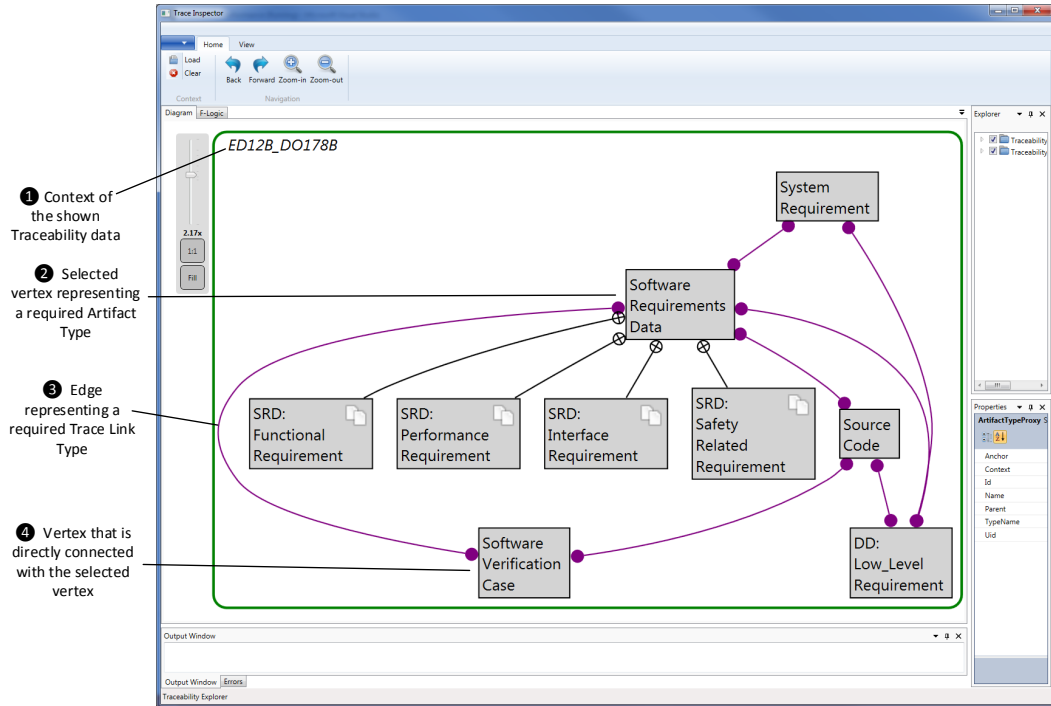 Trace Inspector
Home View
Load
Clear
Back Forward Zoom-in Zoom-out
Context Navigation
Diagram F-Logic
Explorer
Traceability
Traceability
ED12B_DO178B
2.17x
1:1
Fill
System
Requirement
Software
Requirements
Data
SRD:
Functional
Requirement
SRD:
Performance
Requirement
SRD:
Interface
Requirement
SRD:
Safety
Related
Requirement
Source
Code
Software
Verification
Case
DD:
Low_Level
Requirement
Properties
ArtifactTypeProxy S
Anchor
Context
Id
Name
Parent
TypeName
Uid
Output Window
Output Window Errors
Traceability Explorer
❶ Context of
the shown
Traceability data
❷ Selected
vertex representing
a required Artifact
Type
❸ Edge
representing a
required Trace Link
Type
❹ Vertex that is
directly connected
with the selected
vertex